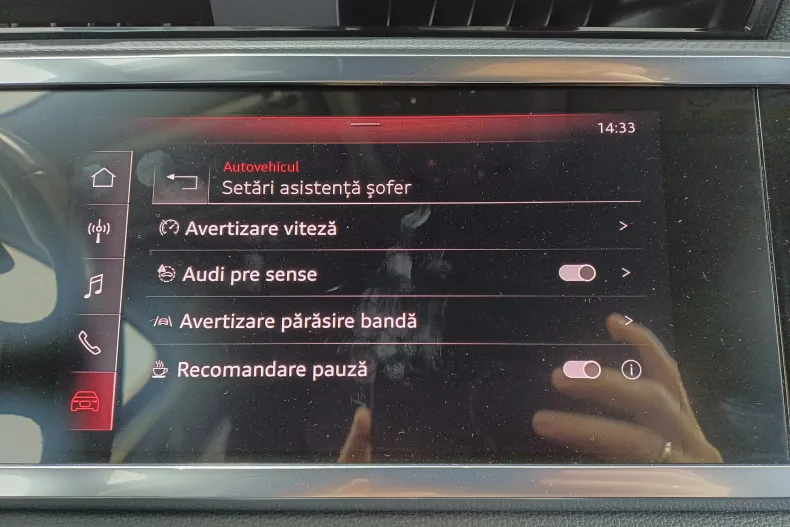 14:33
Autovehicul
Setări asistență șofer
Avertizare viteză
Audi pre sense
Avertizare părăsire bandă
Recomandare pauză